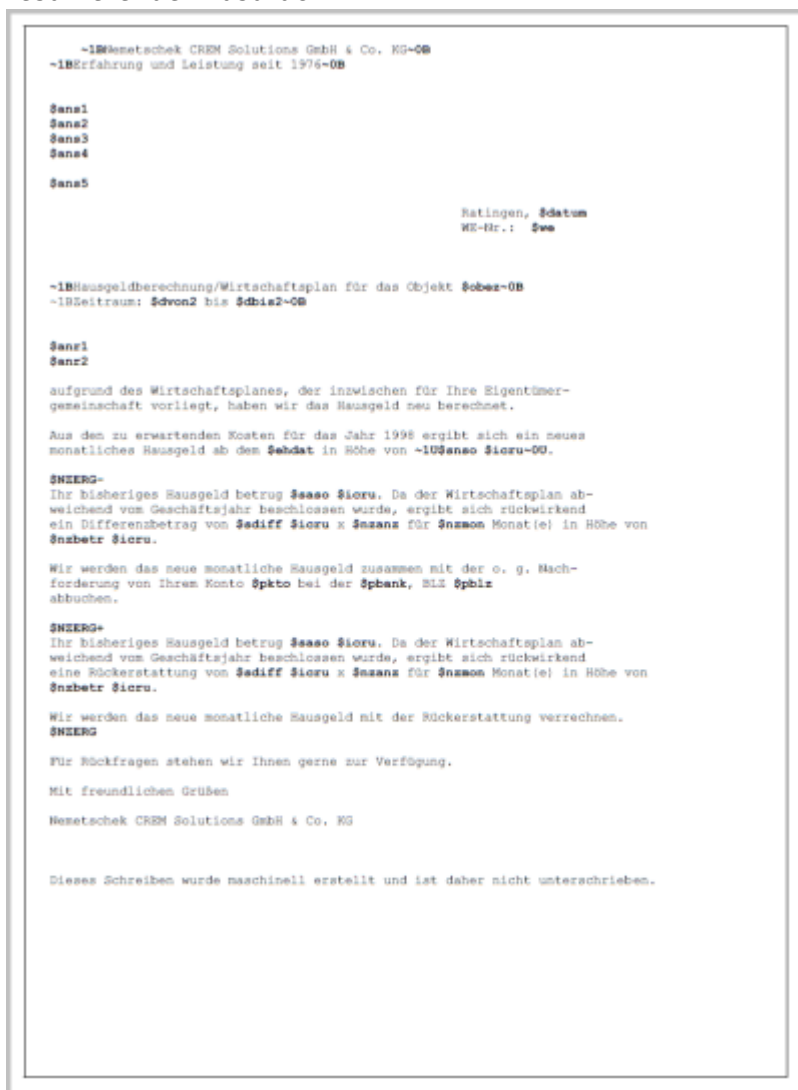 ~1BNemetschek CREM Solutions GmbH & Co. KG~0B
~1BErfahrung und Leistung seit 1976~0B
$ans1
$ans2
$ans3
$ans4
$ans5
Ratingen, $datum
WE-Nr.: $we
~1BHausgeldberechnung/Wirtschaftsplan für das Objekt $obez~0B
~1BZeitraum: $dvon2 bis $dbis2~0B
$anr1
$anr2
aufgrund des Wirtschaftsplanes, der inzwischen für Ihre Eigentümer-
gemeinschaft vorliegt, haben wir das Hausgeld neu berechnet.
Aus den zu erwartenden Kosten für das Jahr 1998 ergibt sich ein neues
monatliches Hausgeld ab dem $ehdat in Höhe von ~1U$anso $icru~0U.
$NZERG-
Ihr bisheriges Hausgeld betrug $saso $icru. Da der Wirtschaftsplan ab-
weichend vom Geschäftsjahr beschlossen wurde, ergibt sich rückwirkend
ein Differenzbetrag von $sdiff $icru x $nzanz für $nzmon Monat(e) in Höhe von
$nzbetr $icru.
Wir werden das neue monatliche Hausgeld zusammen mit der o. g. Nach-
forderung von Ihrem Konto $pkto bei der $pbank, BLZ $pblz
abbuchen.
$NZERG+
Ihr bisheriges Hausgeld betrug $saso $icru. Da der Wirtschaftsplan ab-
weichend vom Geschäftsjahr beschlossen wurde, ergibt sich rückwirkend
eine Rückerstattung von $sdiff $icru x $nzanz für $nzmon Monat(e) in Höhe von
$nzbetr $icru.
Wir werden das neue monatliche Hausgeld mit der Rückerstattung verrechnen.
$NZERG
Für Rückfragen stehen wir Ihnen gerne zur Verfügung.
Mit freundlichen Grüßen
Nemetschek CREM Solutions GmbH & Co. KG
Dieses Schreiben wurde maschinell erstellt und ist daher nicht unterschrieben.